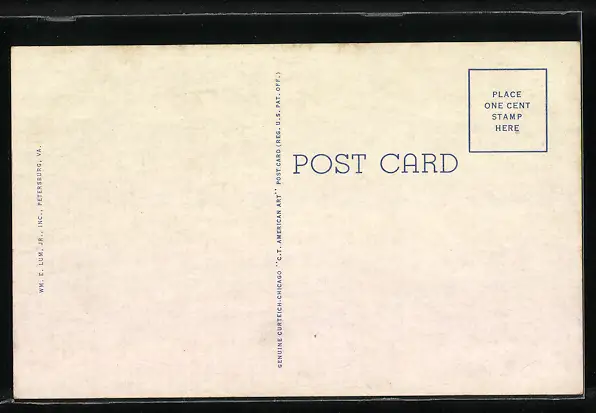 WM. E. LUM, JR., INC., PETERSBURG, VA.
GENUINE CURTEICH-CHICAGO "C.T. AMERICAN ART" POST CARD (REG. U.S. PAT. OFF.)
POST CARD
PLACE
ONE CENT
STAMP
HERE